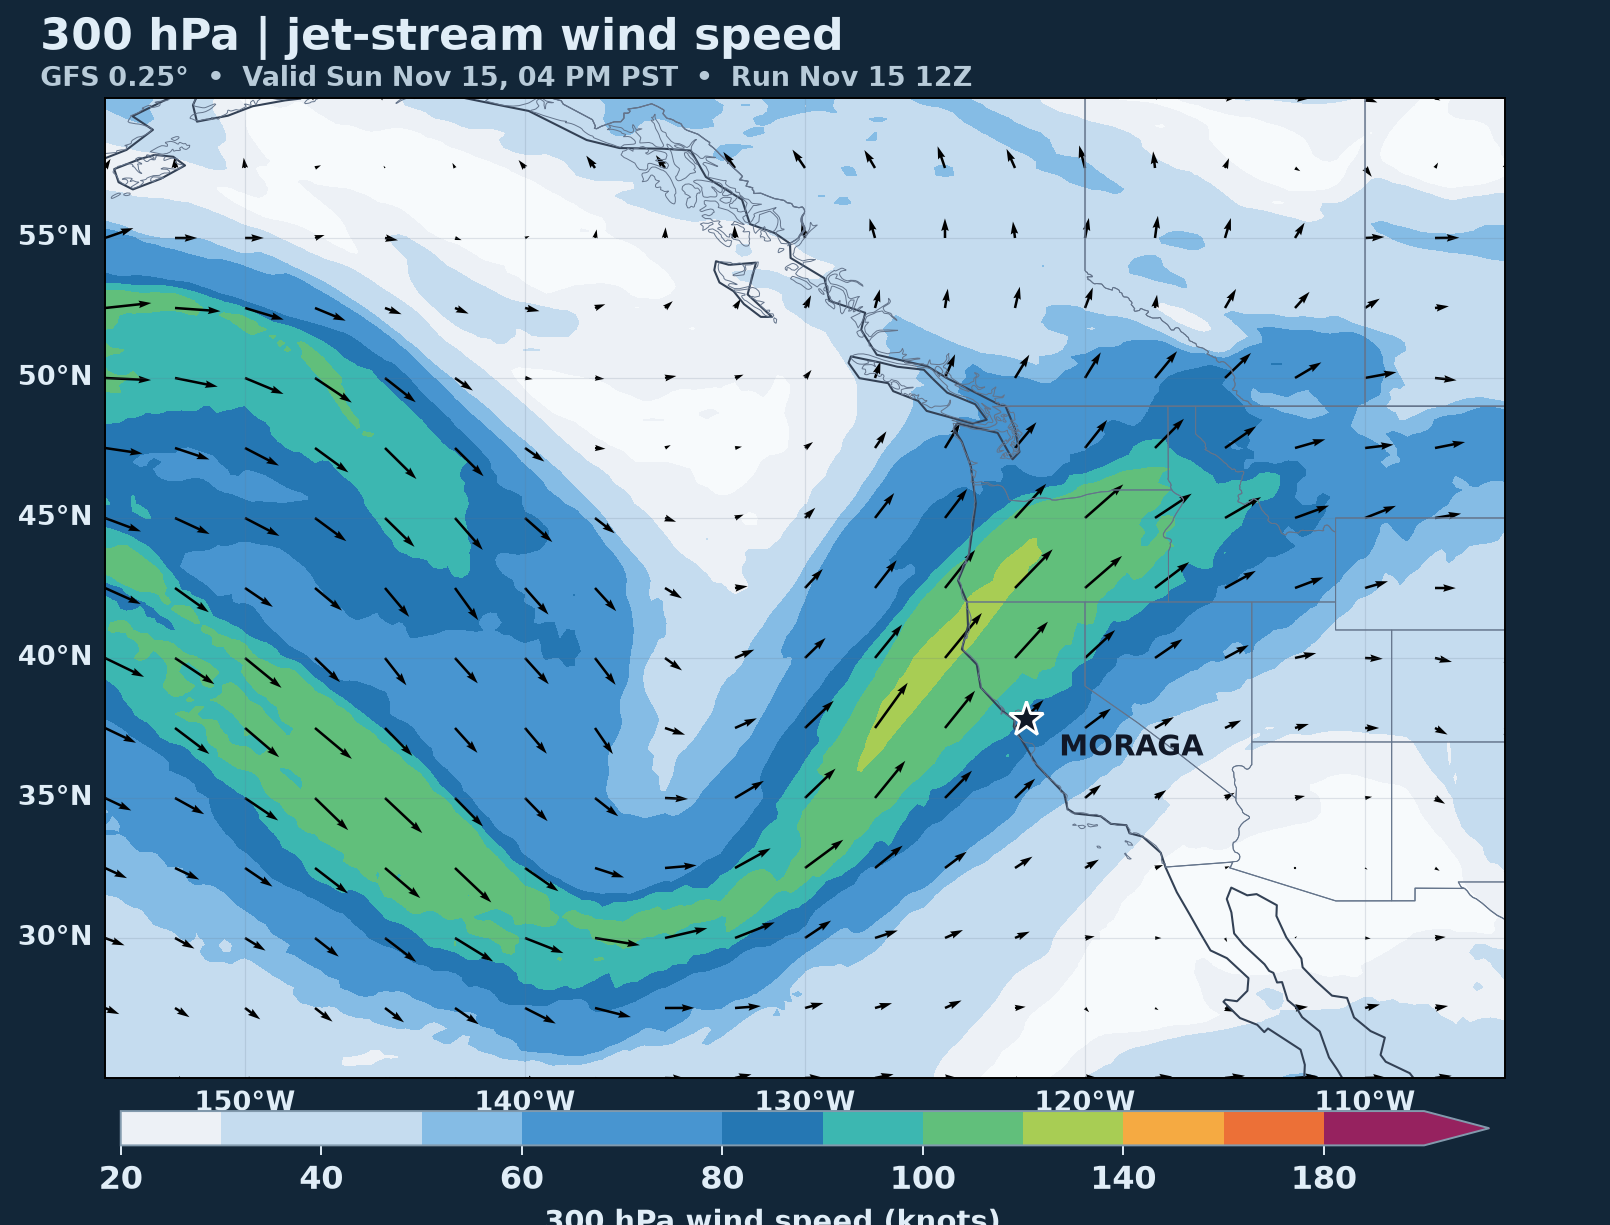 300 hPa | jet-stream wind speed
GFS 0.25° • Valid Sun Nov 15, 04 PM PST • Run Nov 15 12Z
55°N
50°N
45°N
40°N
35°N
30°N
MORAGA
150°W 140°W 130°W 120°W 110°W
20 40 60 80 100 140 180
300 hPa wind speed (knots)